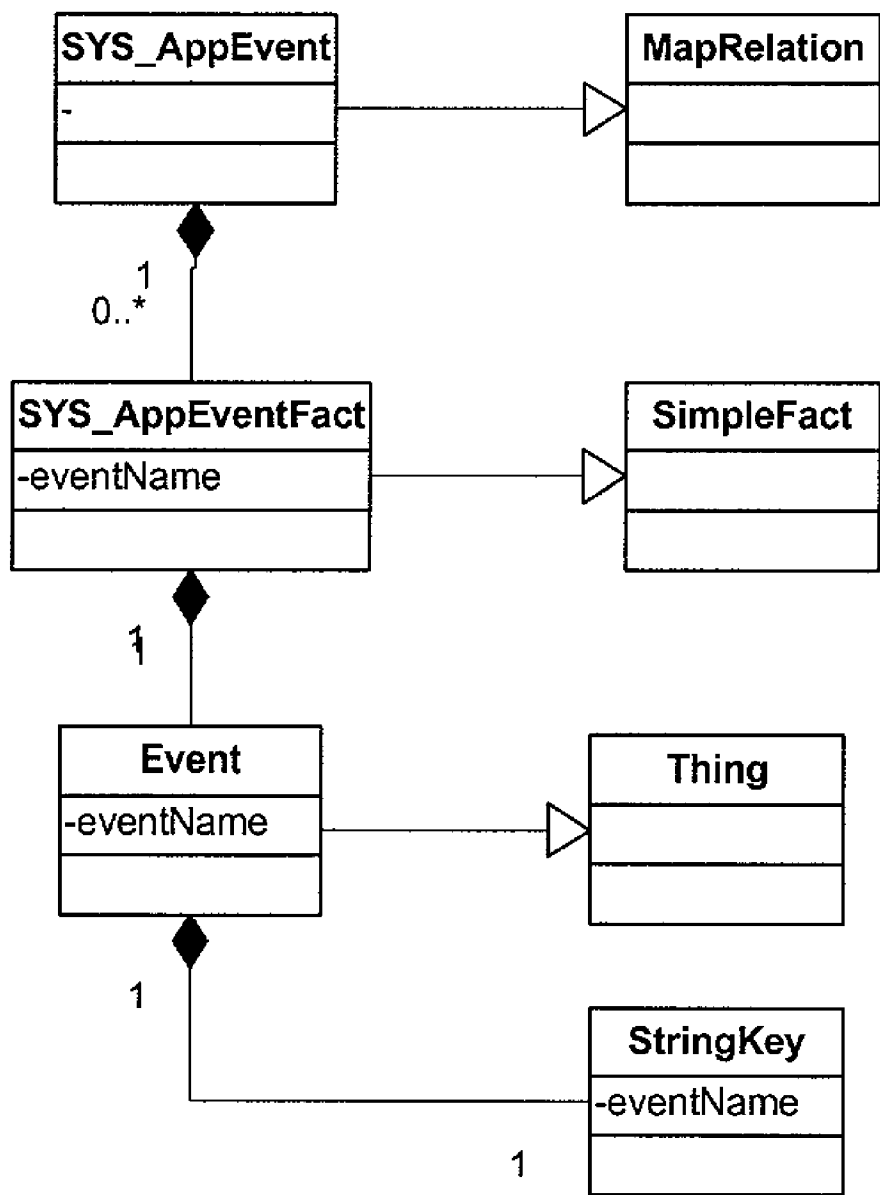 SYS_AppEvent
MapRelation
-
1
0..*
SYS_AppEventFact
SimpleFact
-eventName
1
1
Event
Thing
-eventName
1
StringKey
-eventName
1